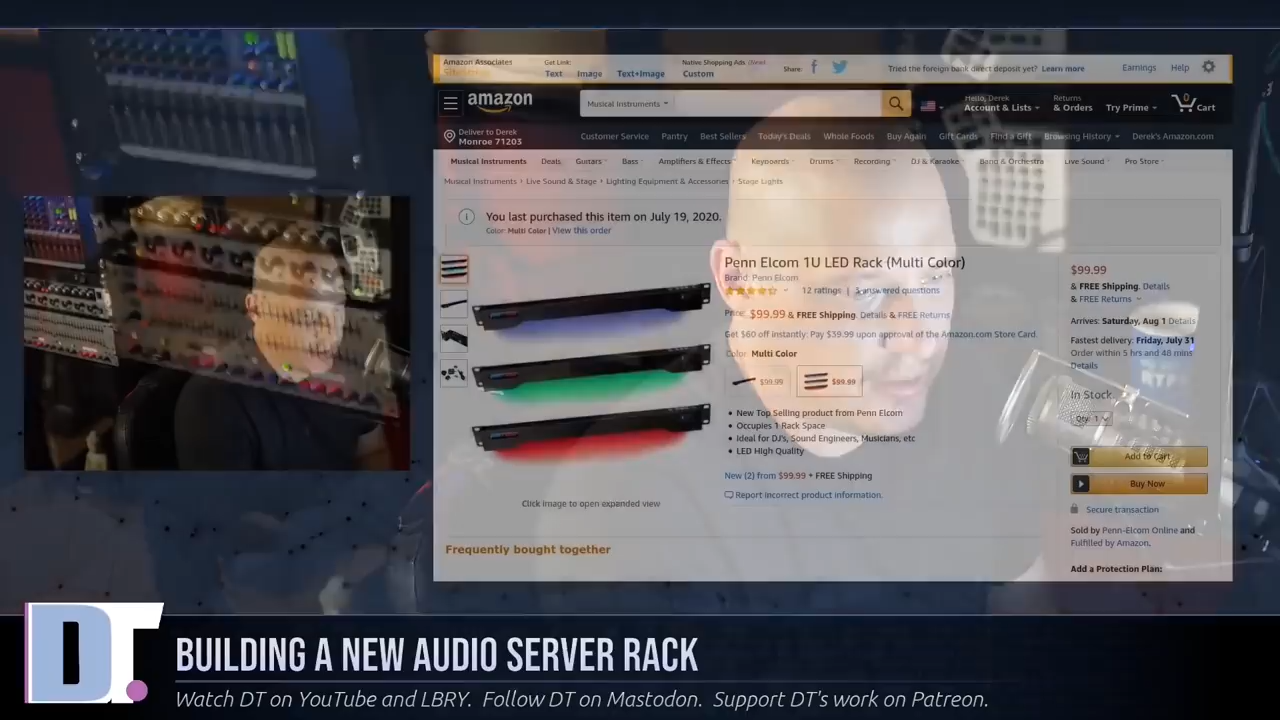 Amazon Associates
Get Link:
Text Image Text+Image
Native Shopping Ads (New)
Custom
Share:
Tried the foreign bank direct deposit yet? Learn more
Earnings Help
amazon
Musical Instruments
Hello, Derek
Account & Lists
Returns
& Orders
Try Prime
0
Cart
Deliver to Derek
Monroe 71203
Customer Service Pantry Best Sellers Today's Deals Whole Foods Buy Again Gift Cards Find a Gift Browsing History Derek's Amazon.com
Musical Instruments Deals Guitars Bass Amplifiers & Effects Keyboards Drums Recording DJ & Karaoke Band & Orchestra Live Sound Pro Store
Musical Instruments › Live Sound & Stage › Lighting Equipment & Accessories › Stage Lights
You last purchased this item on July 19, 2020.
Color: Multi Color | View this order
Penn Elcom 1U LED Rack (Multi Color)
Brand: Penn Elcom
12 ratings | 3 answered questions
Price: $99.99 & FREE Shipping. Details & FREE Returns
Get $60 off instantly: Pay $39.99 upon approval of the Amazon.com Store Card.
Color: Multi Color
$99.99
$99.99
• New Top Selling product from Penn Elcom
• Occupies 1 Rack Space
• Ideal for DJ's, Sound Engineers, Musicians, etc
• LED High Quality
New (2) from $99.99 + FREE Shipping
Report incorrect product information.
Click image to open expanded view
Frequently bought together
$99.99
& FREE Shipping. Details
& FREE Returns
Arrives: Saturday, Aug 1 Details
Fastest delivery: Friday, July 31
Order within 5 hrs and 48 mins
Details
In Stock.
Qty: 1
Add to Cart
Buy Now
Secure transaction
Sold by Penn-Elcom Online and
Fulfilled by Amazon.
Add a Protection Plan:
RTP
DT.
BUILDING A NEW AUDIO SERVER RACK
Watch DT on YouTube and LBRY. Follow DT on Mastodon. Support DT's work on Patreon.